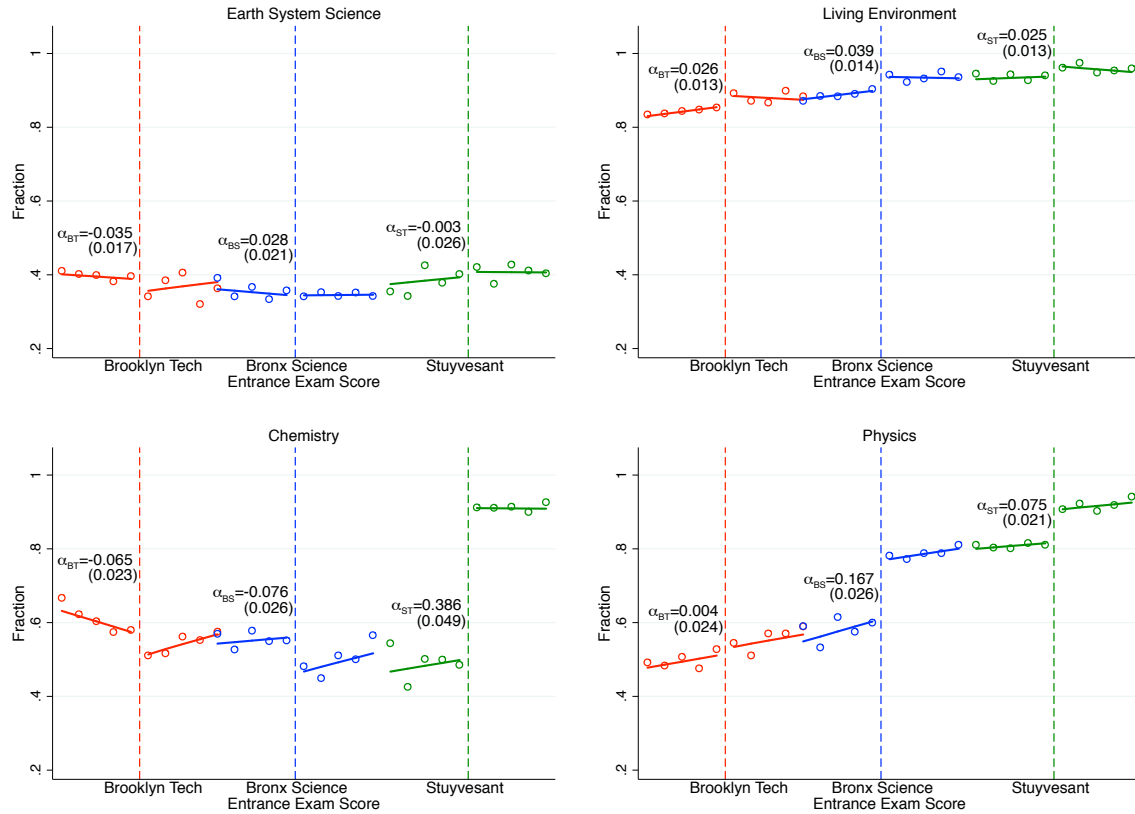 Earth System Science
Fraction
1
.8
.6
.4
.2
αBT=-0.035
(0.017)
αBS=0.028
(0.021)
αST=-0.003
(0.026)
Brooklyn Tech
Bronx Science
Stuyvesant
Entrance Exam Score
Living Environment
Fraction
1
.8
.6
.4
.2
αBT=0.026
(0.013)
αBS=0.039
(0.014)
αST=0.025
(0.013)
Brooklyn Tech
Bronx Science
Stuyvesant
Entrance Exam Score
Chemistry
Fraction
1
.8
.6
.4
.2
αBT=-0.065
(0.023)
αBS=-0.076
(0.026)
αST=0.386
(0.049)
Brooklyn Tech
Bronx Science
Stuyvesant
Entrance Exam Score
Physics
Fraction
1
.8
.6
.4
.2
αBT=0.004
(0.024)
αBS=0.167
(0.026)
αST=0.075
(0.021)
Brooklyn Tech
Bronx Science
Stuyvesant
Entrance Exam Score